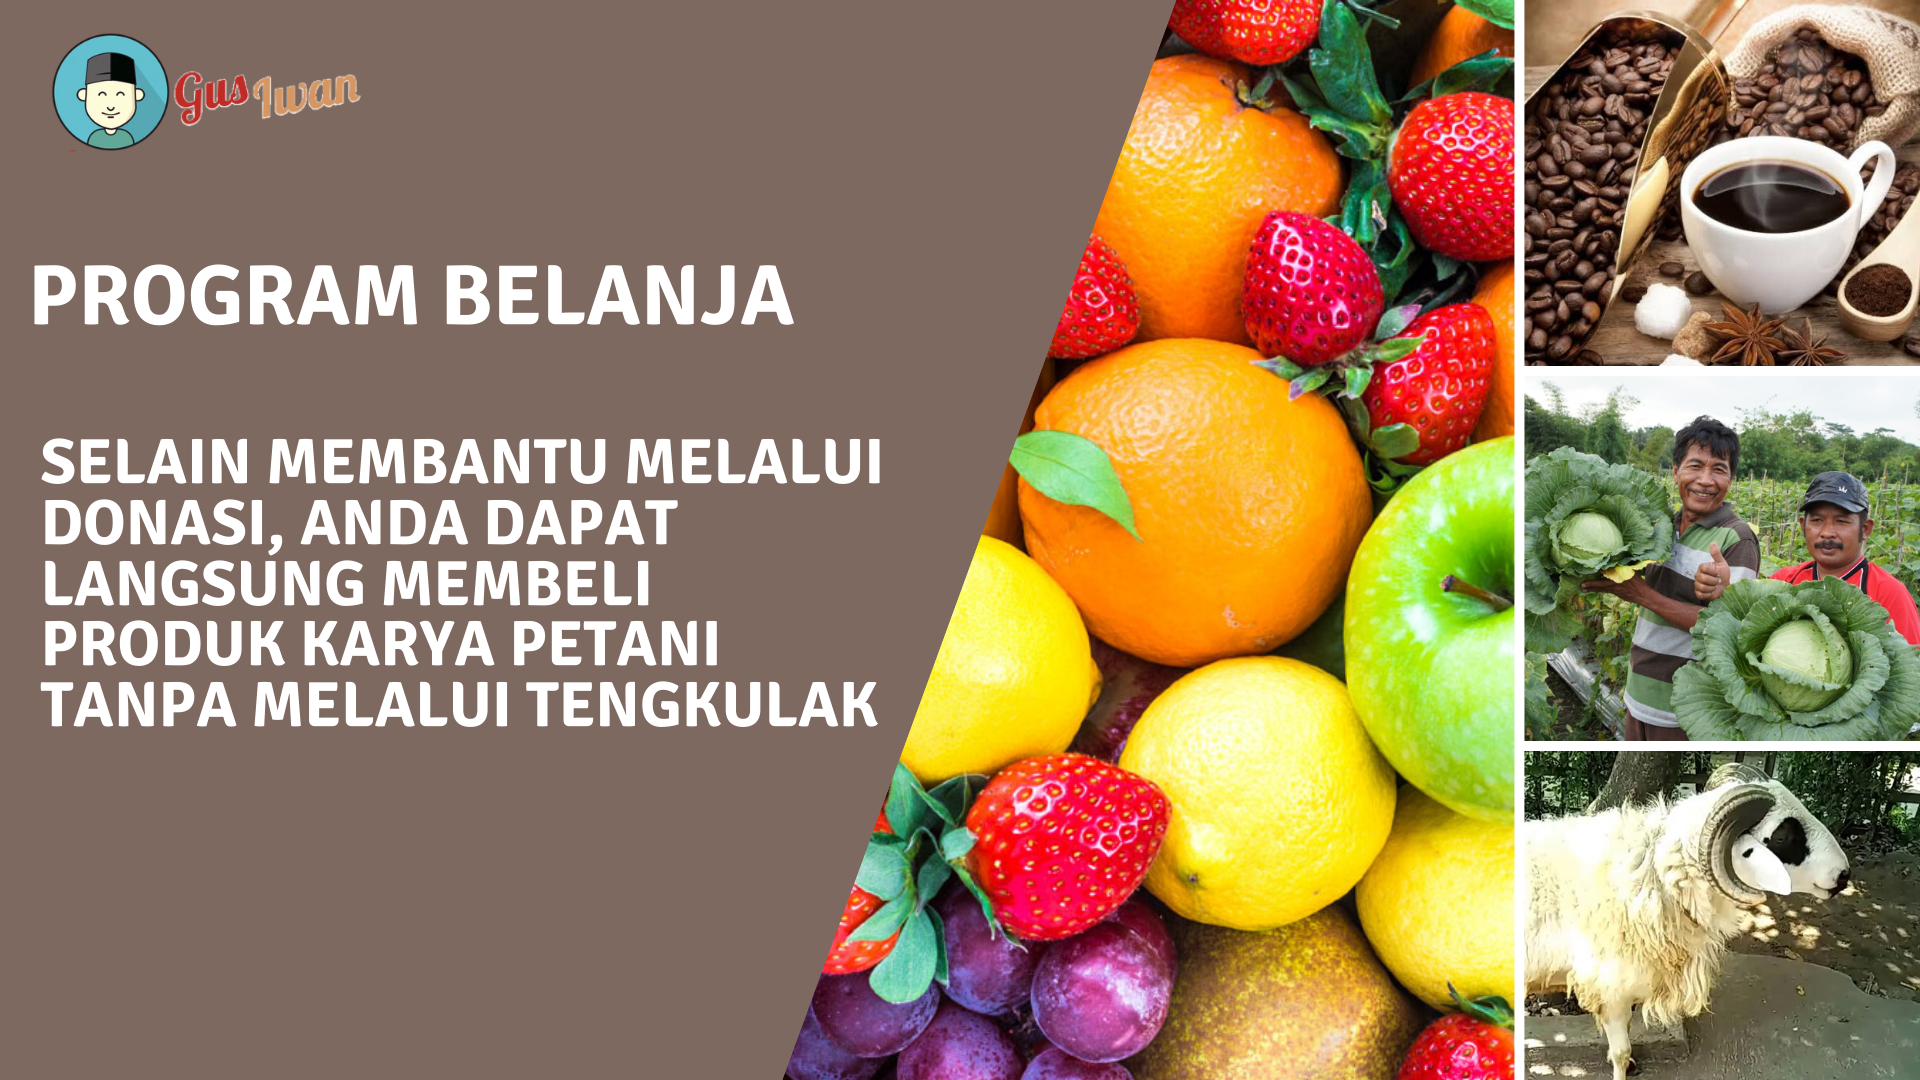 Gus Iwan
PROGRAM BELANJA
SELAIN MEMBANTU MELALUI
DONASI, ANDA DAPAT
LANGSUNG MEMBELI
PRODUK KARYA PETANI
TANPA MELALUI TENGKULAK